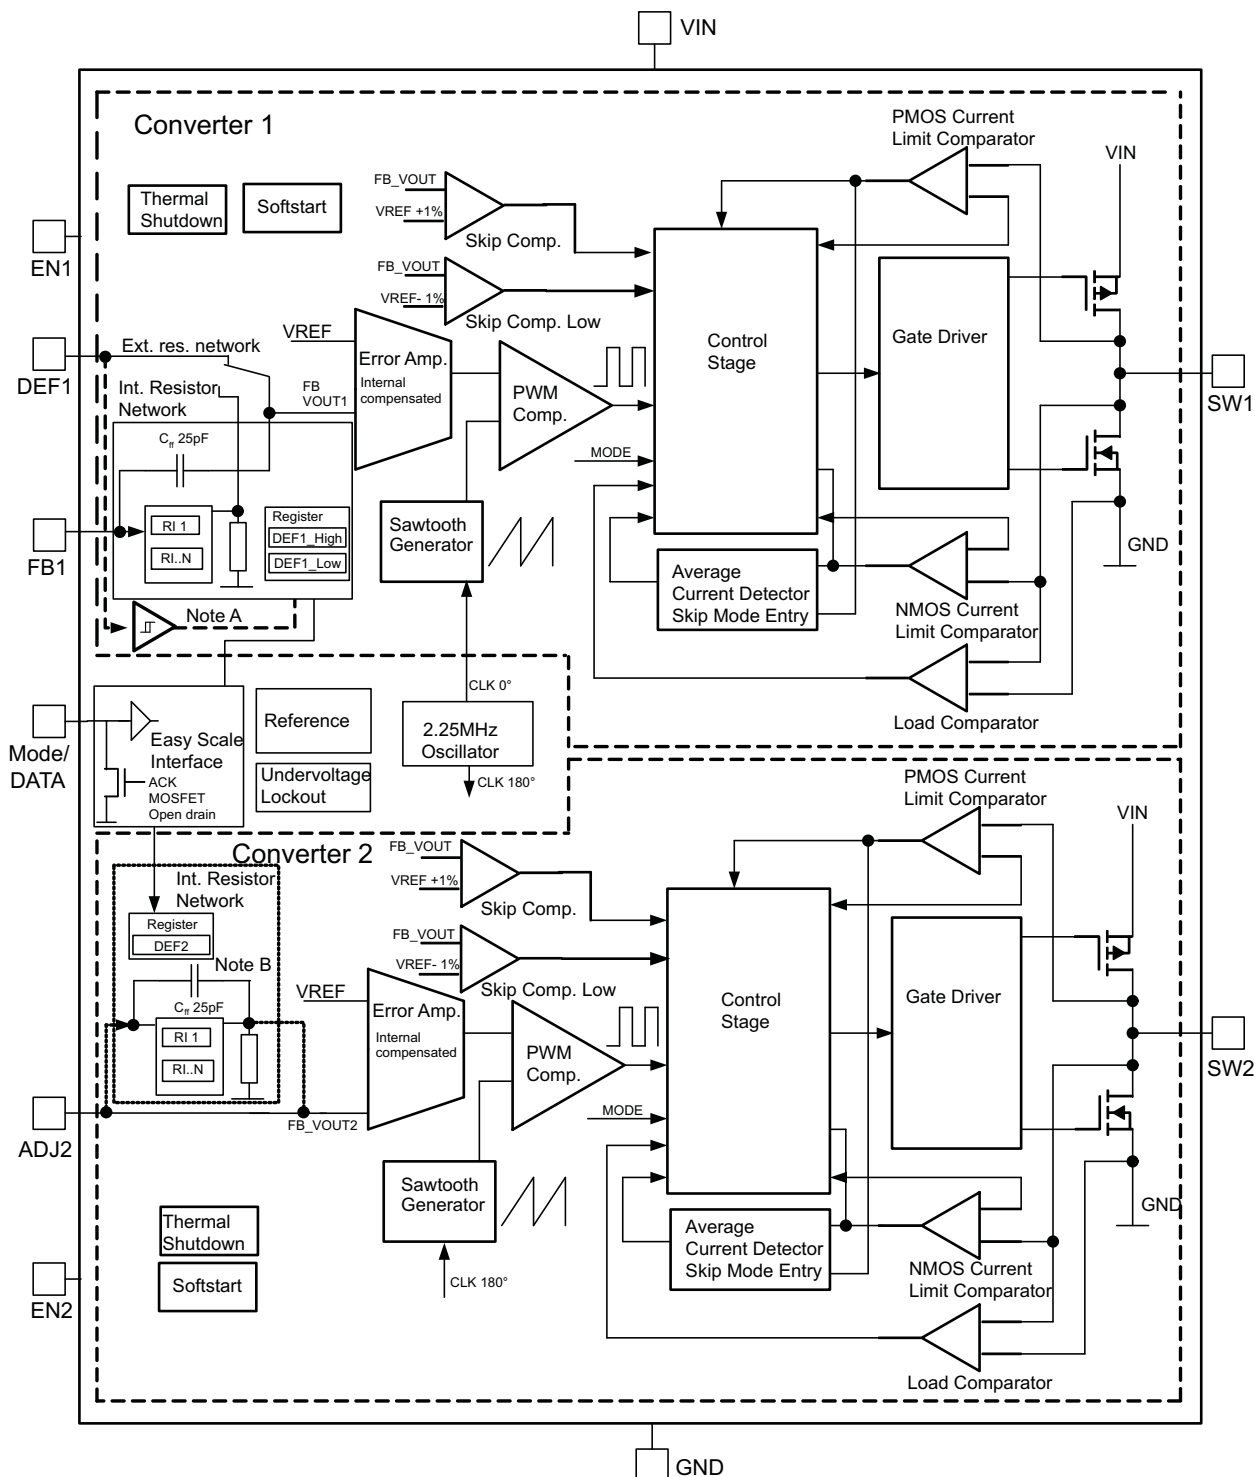 VIN
Converter 1
PMOS Current
Limit Comparator
VIN
Thermal
Shutdown
Softstart
FB_VOUT
VREF +1%
Skip Comp.
EN1
FB_VOUT
VREF- 1%
Skip Comp. Low
Control
Stage
Gate Driver
DEF1
Ext. res. network
VREF
Error Amp.
Internal
compensated
FB
VOUT1
Int. Resistor
Network
PWM
Comp.
SW1
Cff 25pF
MODE
RI 1
RI..N
Register
DEF1_High
DEF1_Low
FB1
Sawtooth
Generator
GND
Average
Current Detector
Skip Mode Entry
NMOS Current
Limit Comparator
Note A
CLK 0°
Load Comparator
Mode/
DATA
Easy Scale
Interface
ACK
MOSFET
Open drain
Reference
Undervoltage
Lockout
2.25MHz
Oscillator
CLK 180°
PMOS Current
Limit Comparator
VIN
Converter 2
FB_VOUT
VREF +1%
Skip Comp.
Int. Resistor
Network
Register
DEF2
FB_VOUT
VREF- 1%
Skip Comp. Low
Note B
Cff 25pF
RI 1
RI..N
VREF
Error Amp.
Internal
compensated
PWM
Comp.
Control
Stage
Gate Driver
SW2
MODE
ADJ2
FB_VOUT2
Sawtooth
Generator
GND
Thermal
Shutdown
Softstart
Average
Current Detector
Skip Mode Entry
NMOS Current
Limit Comparator
EN2
CLK 180°
Load Comparator
GND